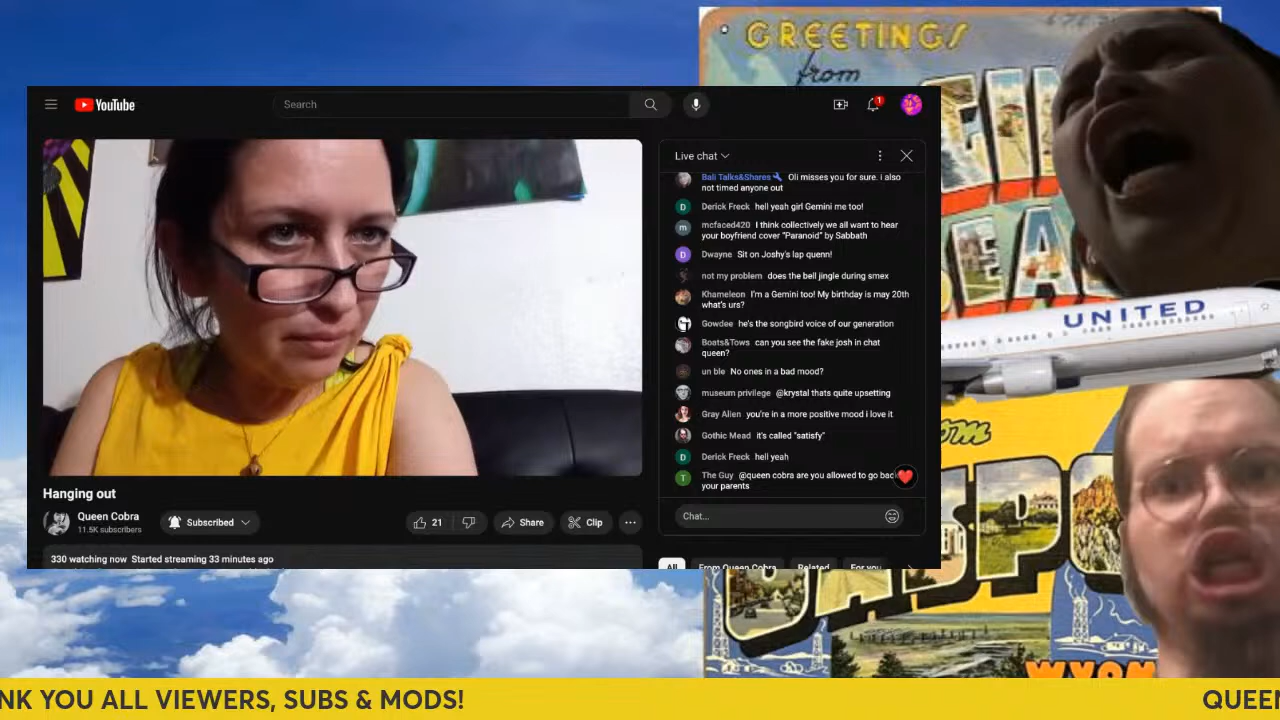 GREETINGS
from
YouTube
Search
1
UNITED
Live chat
Bali Talks&Shares Oli misses you for sure. i also
not timed anyone out
D Derick Freck hell yeah girl Gemini me too!
m mcfaced420 I think collectively we all want to hear
your boyfriend cover "Paranoid" by Sabbath
D Dwayne Sit on Joshy's lap quenn!
not my problem does the bell jingle during smex
Khameleon I'm a Gemini too! My birthday is may 20th
what's urs?
Gowdee he's the songbird voice of our generation
Boats&Tows can you see the fake josh in chat
queen?
un ble No ones in a bad mood?
museum privilege @krystal thats quite upsetting
Gray Alien you're in a more positive mood i love it
Gothic Mead it's called "satisfy"
D Derick Freck hell yeah
T The Guy @queen cobra are you allowed to go back
your parents
Chat...
Hanging out
Queen Cobra
11.5K subscribers
Subscribed
21
Share
Clip
330 watching now Started streaming 33 minutes ago
All
From Queen Cobra
Related
For you
NK YOU ALL VIEWERS, SUBS & MODS!
QUEEN